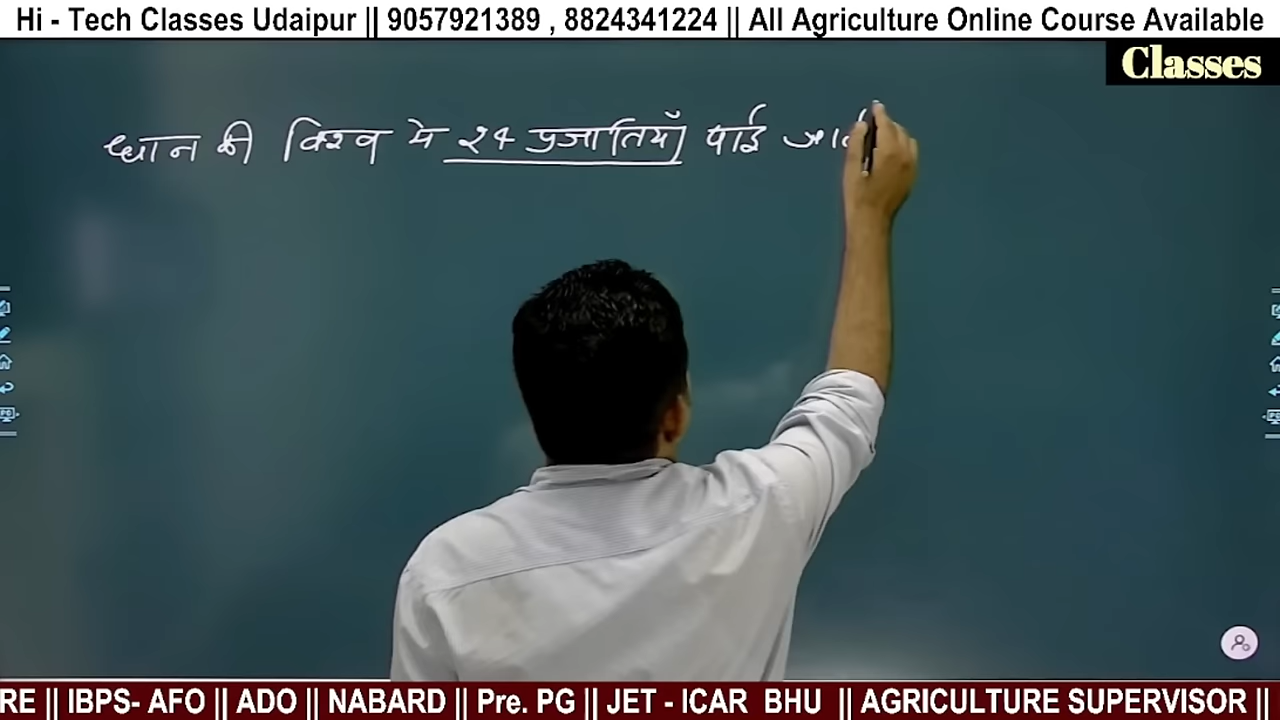 Hi - Tech Classes Udaipur || 9057921389 , 8824341224 || All Agriculture Online Course Available
Classes
धान की विश्व मे 24 प्रजातियाँ पाई जाती
RE || IBPS- AFO || ADO || NABARD || Pre. PG || JET - ICAR BHU || AGRICULTURE SUPERVISOR ||